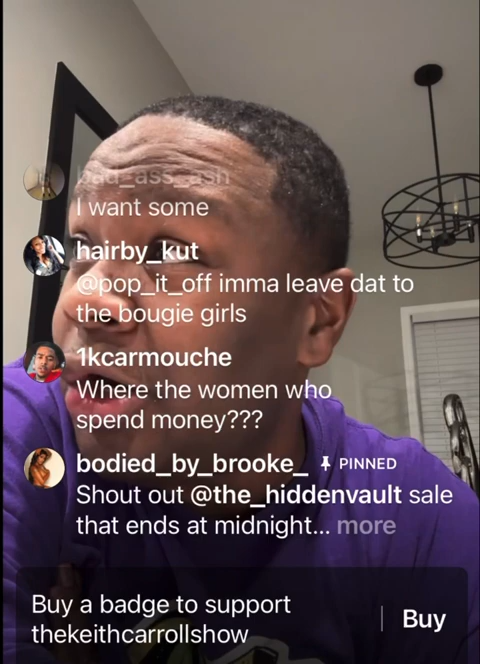 bad_ass_ash
I want some
hairby_kut
@pop_it_off imma leave dat to
the bougie girls
1kcarmouche
Where the women who
spend money???
bodied_by_brooke_ PINNED
Shout out @the_hiddenvault sale
that ends at midnight... more
Buy a badge to support
thekeithcarrollshow
Buy